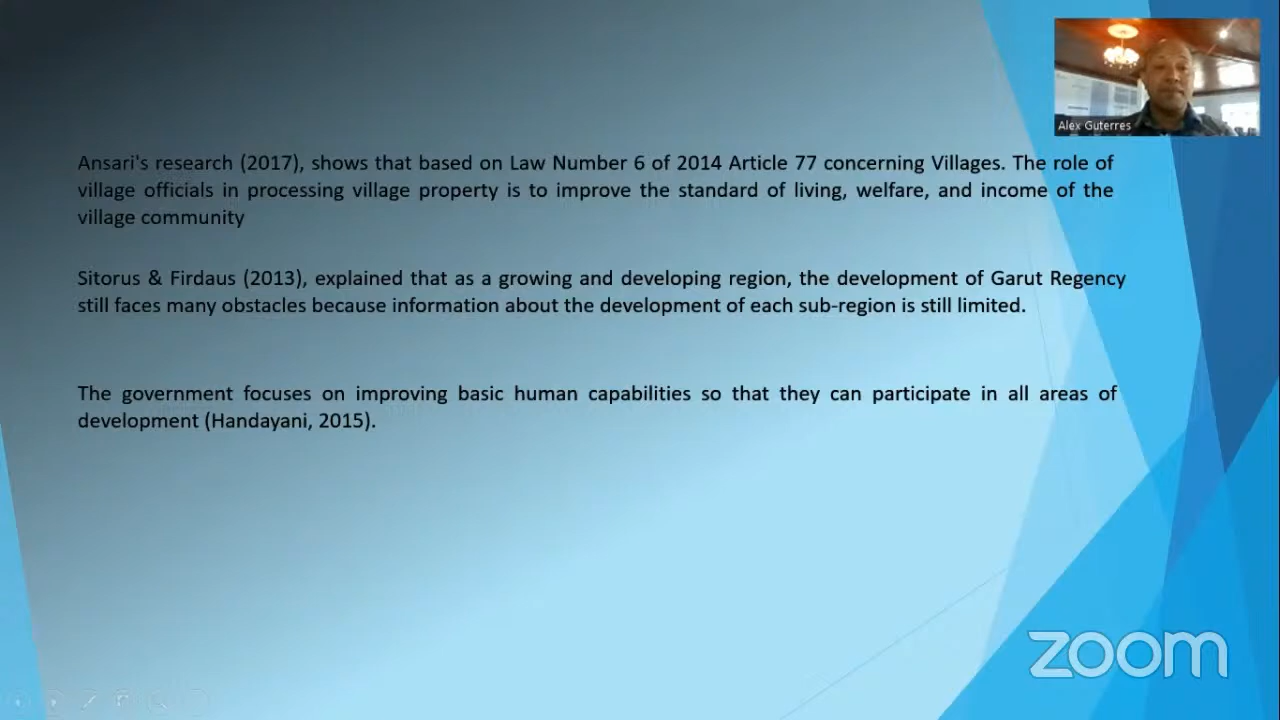 Alex Guterres
Ansari's research (2017), shows that based on Law Number 6 of 2014 Article 77 concerning Villages. The role of
village officials in processing village property is to improve the standard of living, welfare, and income of the
village community
Sitorus & Firdaus (2013), explained that as a growing and developing region, the development of Garut Regency
still faces many obstacles because information about the development of each sub-region is still limited.
The government focuses on improving basic human capabilities so that they can participate in all areas of
development (Handayani, 2015).
zoom